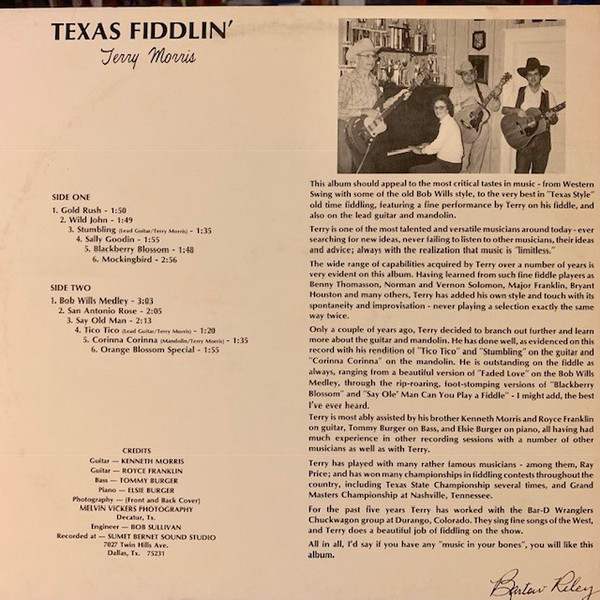 TEXAS FIDDLIN'
Terry Morris
SIDE ONE
1. Gold Rush - 1:50
2. Wild John - 1:49
3. Stumbling (Lead Guitar/Terry Morris) - 1:35
4. Sally Goodin - 1:55
5. Blackberry Blossom - 1:48
6. Mockingbird - 2:56
SIDE TWO
1. Bob Wills Medley - 3:03
2. San Antonio Rose - 2:05
3. Say Old Man - 2:13
4. Tico Tico (Lead Guitar/Terry Morris) - 1:20
5. Corinna Corinna (Mandolin/Terry Morris) - 1:35
6. Orange Blossom Special - 1:55
CREDITS
Guitar — KENNETH MORRIS
Guitar — ROYCE FRANKLIN
Bass — TOMMY BURGER
Piano — ELSIE BURGER
Photography — (Front and Back Cover)
MELVIN VICKERS PHOTOGRAPHY
Decatur, Tx.
Engineer — BOB SULLIVAN
Recorded at — SUMET BERNET SOUND STUDIO
7027 Twin Hills Ave.
Dallas, Tx. 75231
This album should appeal to the most critical tastes in music - from Western
Swing with some of the old Bob Wills style, to the very best in "Texas Style"
old time fiddling, featuring a fine performance by Terry on his fiddle, and
also on the lead guitar and mandolin.
Terry is one of the most talented and versatile musicians around today - ever
searching for new ideas, never failing to listen to other musicians, their ideas
and advice; always with the realization that music is "limitless."
The wide range of capabilities acquired by Terry over a number of years is
very evident on this album. Having learned from such fine fiddle players as
Benny Thomasson, Norman and Vernon Solomon, Major Franklin, Bryant
Houston and many others, Terry has added his own style and touch with its
spontaneity and improvisation - never playing a selection exactly the same
way twice.
Only a couple of years ago, Terry decided to branch out further and learn
more about the guitar and mandolin. He has done well, as evidenced on this
record with his rendition of "Tico Tico" and "Stumbling" on the guitar and
"Corinna Corinna" on the mandolin. He is outstanding on the fiddle as
always, ranging from a beautiful version of "Faded Love" on the Bob Wills
Medley, through the rip-roaring, foot-stomping versions of "Blackberry
Blossom" and "Say Ole' Man Can You Play a Fiddle" - I might add, the best
I've ever heard.
Terry is most ably assisted by his brother Kenneth Morris and Royce Franklin
on guitar, Tommy Burger on Bass, and Elsie Burger on piano, all having had
much experience in other recording sessions with a number of other
musicians as well as with Terry.
Terry has played with many rather famous musicians - among them, Ray
Price; and has won many championships in fiddling contests throughout the
country, including Texas State Championship several times, and Grand
Masters Championship at Nashville, Tennessee.
For the past five years Terry has worked with the Bar-D Wranglers
Chuckwagon group at Durango, Colorado. They sing fine songs of the West,
and Terry does a beautiful job of fiddling on the show.
All in all, I'd say if you have any "music in your bones", you will like this
album.
Bartow Riley